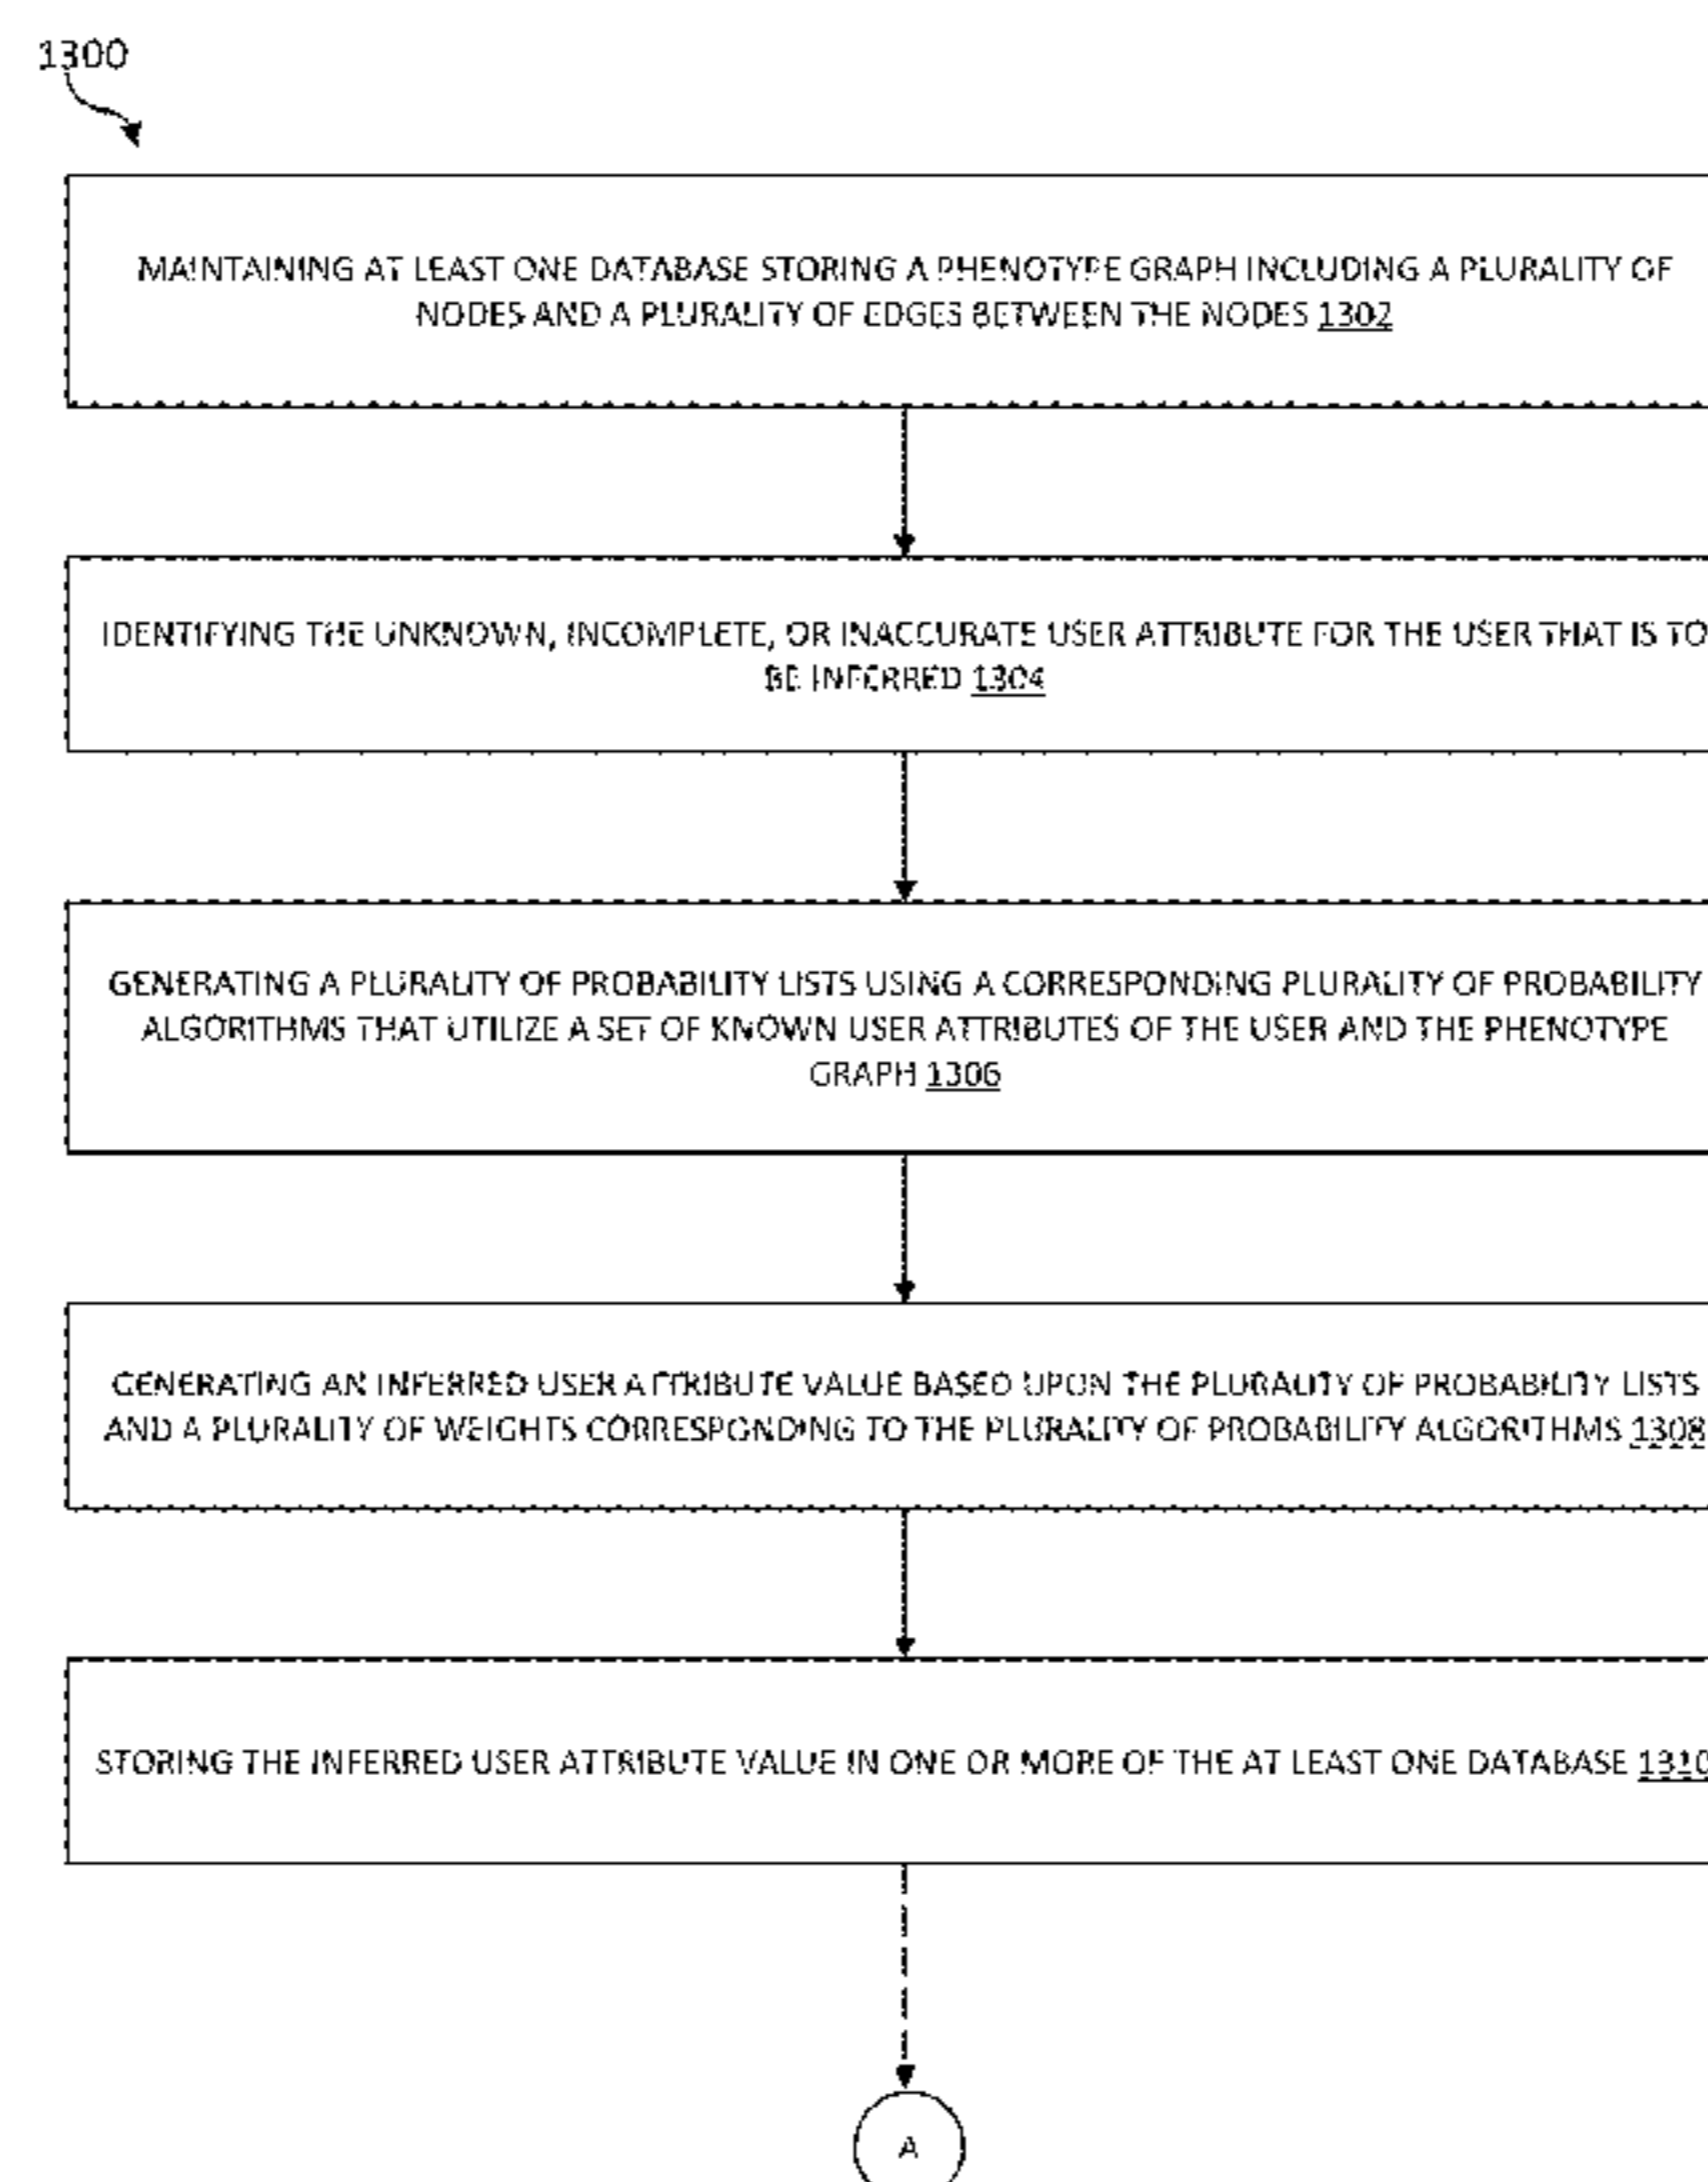 1300
MAINTAINING AT LEAST ONE DATABASE STORING A PHENOTYPE GRAPH INCLUDING A PLURALITY OF
NODES AND A PLURALITY OF EDGES BETWEEN THE NODES 1302
IDENTIFYING THE UNKNOWN, INCOMPLETE, OR INACCURATE USER ATTRIBUTE FOR THE USER THAT IS TO
BE INFERRED 1304
GENERATING A PLURALITY OF PROBABILITY LISTS USING A CORRESPONDING PLURALITY OF PROBABILITY
ALGORITHMS THAT UTILIZE A SET OF KNOWN USER ATTRIBUTES OF THE USER AND THE PHENOTYPE
GRAPH 1306
GENERATING AN INFERRED USER ATTRIBUTE VALUE BASED UPON THE PLURALITY OF PROBABILITY LISTS
AND A PLURALITY OF WEIGHTS CORRESPONDING TO THE PLURALITY OF PROBABILITY ALGORITHMS 1308
STORING THE INFERRED USER ATTRIBUTE VALUE IN ONE OR MORE OF THE AT LEAST ONE DATABASE 1310
A